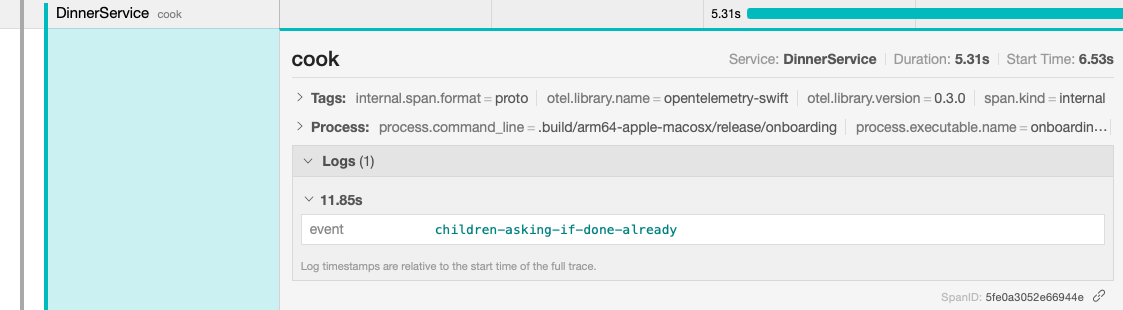 DinnerService cook 5.31s
cook Service: DinnerService Duration: 5.31s Start Time: 6.53s
Tags: internal.span.format = proto otel.library.name = opentelemetry-swift otel.library.version = 0.3.0 span.kind = internal
Process: process.command_line = .build/arm64-apple-macosx/release/onboarding process.executable.name = onboardin…
Logs (1)
11.85s
event children-asking-if-done-already
Log timestamps are relative to the start time of the full trace.
SpanID: 5fe0a3052e66944e